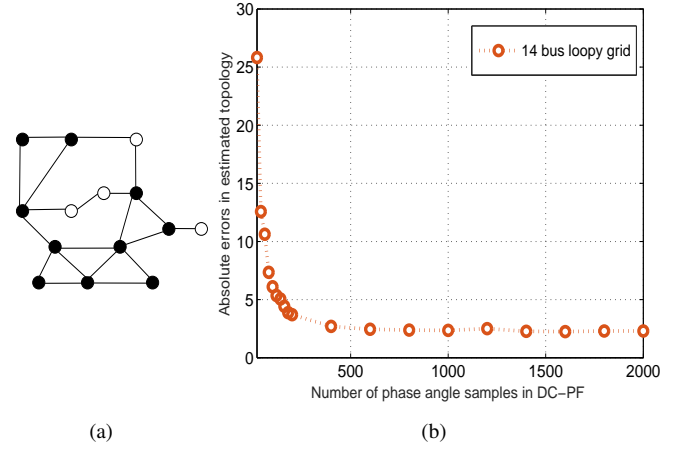 30
25
20
15
10
5
0
Absolute errors in estimated topology
14 bus loopy grid
500
1000
1500
2000
Number of phase angle samples in DC−PF
(a)
(b)